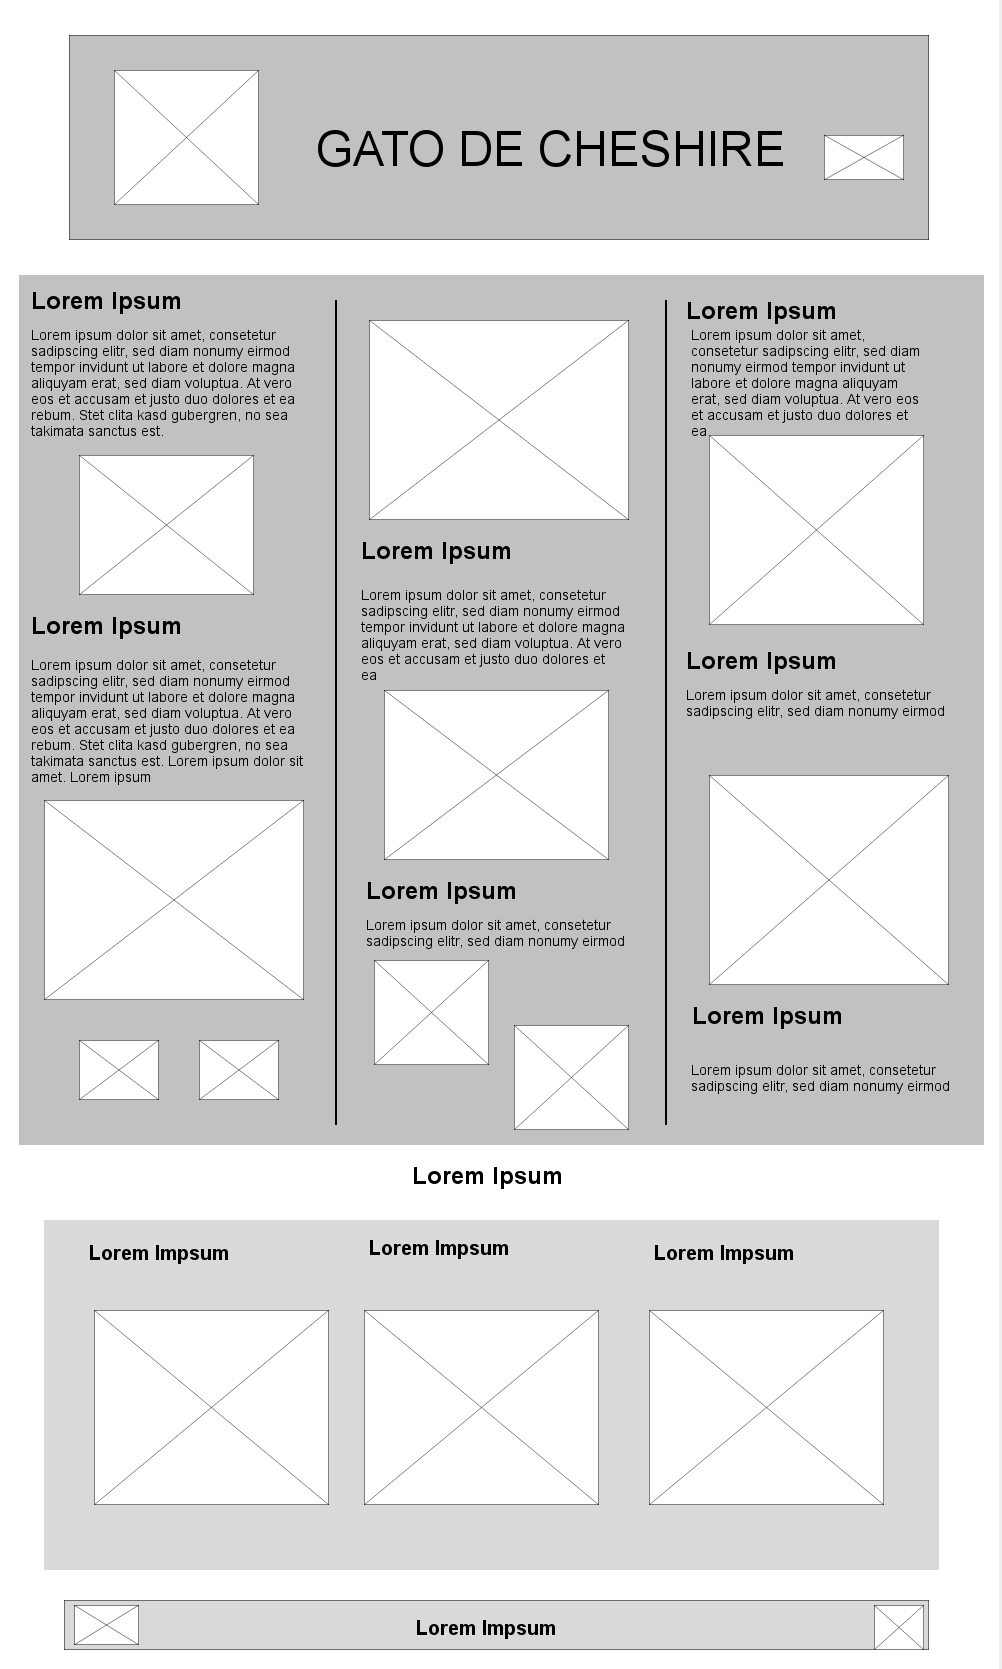 GATO DE CHESHIRE
Lorem Ipsum
Lorem ipsum dolor sit amet, consetetur
sadipscing elitr, sed diam nonumy eirmod
tempor invidunt ut labore et dolore magna
aliquyam erat, sed diam voluptua. At vero
eos et accusam et justo duo dolores et ea
rebum. Stet clita kasd gubergren, no sea
takimata sanctus est.
Lorem Ipsum
Lorem ipsum dolor sit amet, consetetur
sadipscing elitr, sed diam nonumy eirmod
tempor invidunt ut labore et dolore magna
aliquyam erat, sed diam voluptua. At vero
eos et accusam et justo duo dolores et ea
rebum. Stet clita kasd gubergren, no sea
takimata sanctus est. Lorem ipsum dolor sit
amet. Lorem ipsum
Lorem Ipsum
Lorem ipsum dolor sit amet, consetetur
sadipscing elitr, sed diam nonumy eirmod
tempor invidunt ut labore et dolore magna
aliquyam erat, sed diam voluptua. At vero
eos et accusam et justo duo dolores et
ea
Lorem Ipsum
Lorem ipsum dolor sit amet, consetetur
sadipscing elitr, sed diam nonumy eirmod
Lorem Ipsum
Lorem ipsum dolor sit amet,
consetetur sadipscing elitr, sed diam
nonumy eirmod tempor invidunt ut
labore et dolore magna aliquyam
erat, sed diam voluptua. At vero eos
et accusam et justo duo dolores et
ea
Lorem Ipsum
Lorem ipsum dolor sit amet, consetetur
sadipscing elitr, sed diam nonumy eirmod
Lorem Ipsum
Lorem ipsum dolor sit amet, consetetur
sadipscing elitr, sed diam nonumy eirmod
Lorem Ipsum
Lorem Impsum
Lorem Impsum
Lorem Impsum
Lorem Impsum